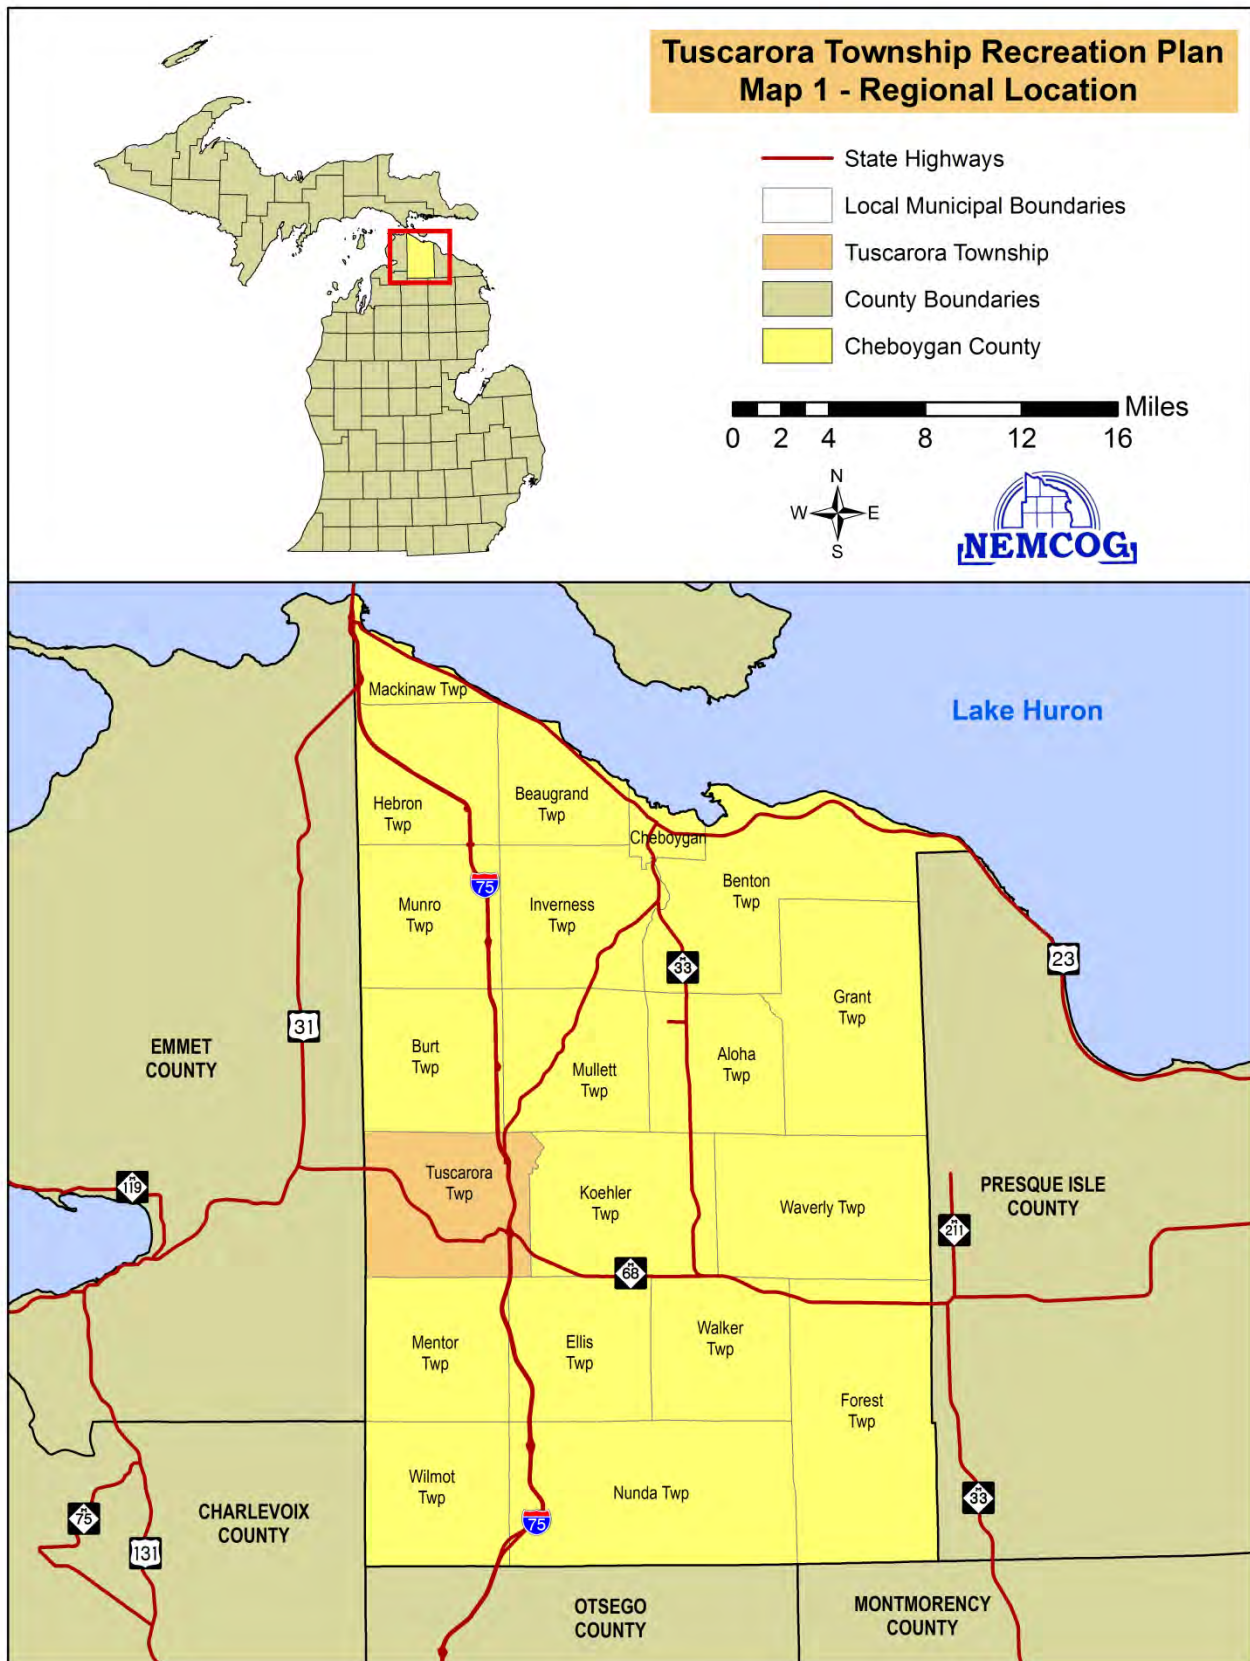 Tuscarora Township Recreation Plan
Map 1 - Regional Location
State Highways
Local Municipal Boundaries
Tuscarora Township
County Boundaries
Cheboygan County
Miles
0 2 4 8 12 16
N
W E
S
NEMCOG
Lake Huron
Mackinaw Twp
Hebron
Twp
Beaugrand
Twp
Cheboygan
75
Munro
Twp
Inverness
Twp
Benton
Twp
M
33
23
Grant
Twp
31
EMMET
COUNTY
Burt
Twp
Mullett
Twp
Aloha
Twp
M
119
Tuscarora
Twp
Koehler
Twp
Waverly Twp
PRESQUE ISLE
COUNTY
M
211
M
68
Mentor
Twp
Ellis
Twp
Walker
Twp
Forest
Twp
Wilmot
Twp
Nunda Twp
M
33
M
75
CHARLEVOIX
COUNTY
75
131
OTSEGO
COUNTY
MONTMORENCY
COUNTY